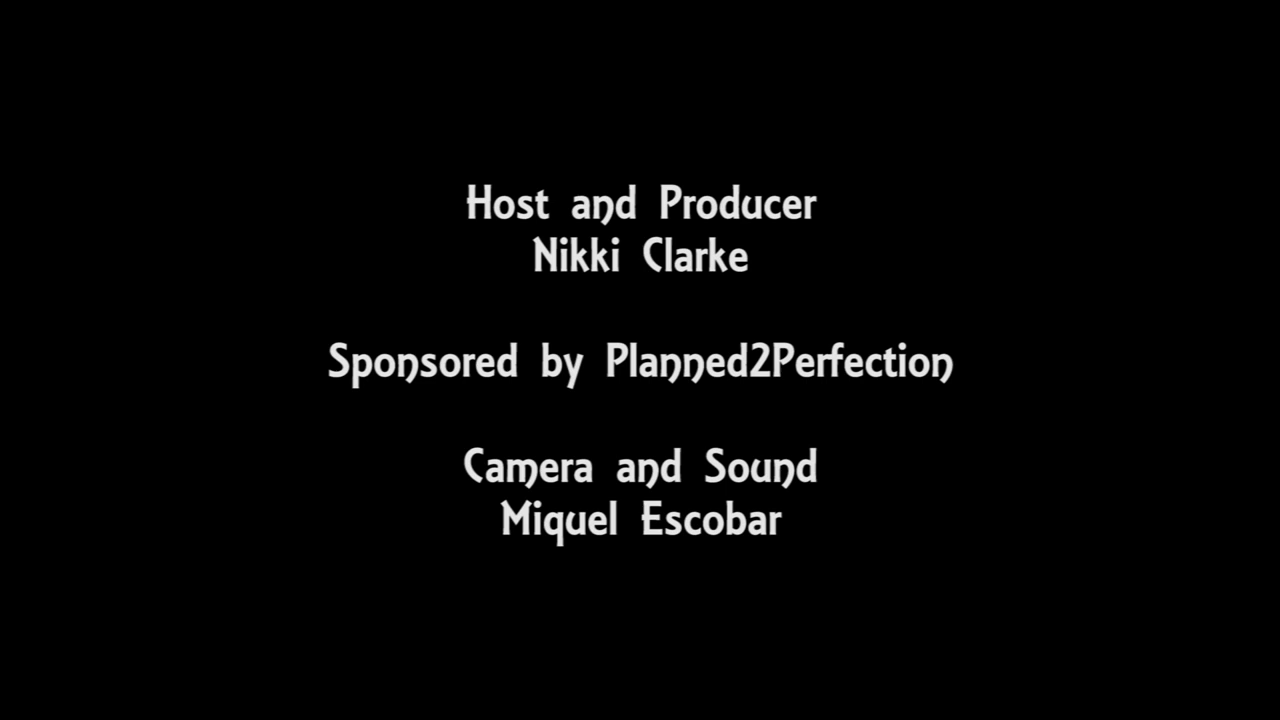 Host and Producer
Nikki Clarke
Sponsored by Planned2Perfection
Camera and Sound
Miquel Escobar